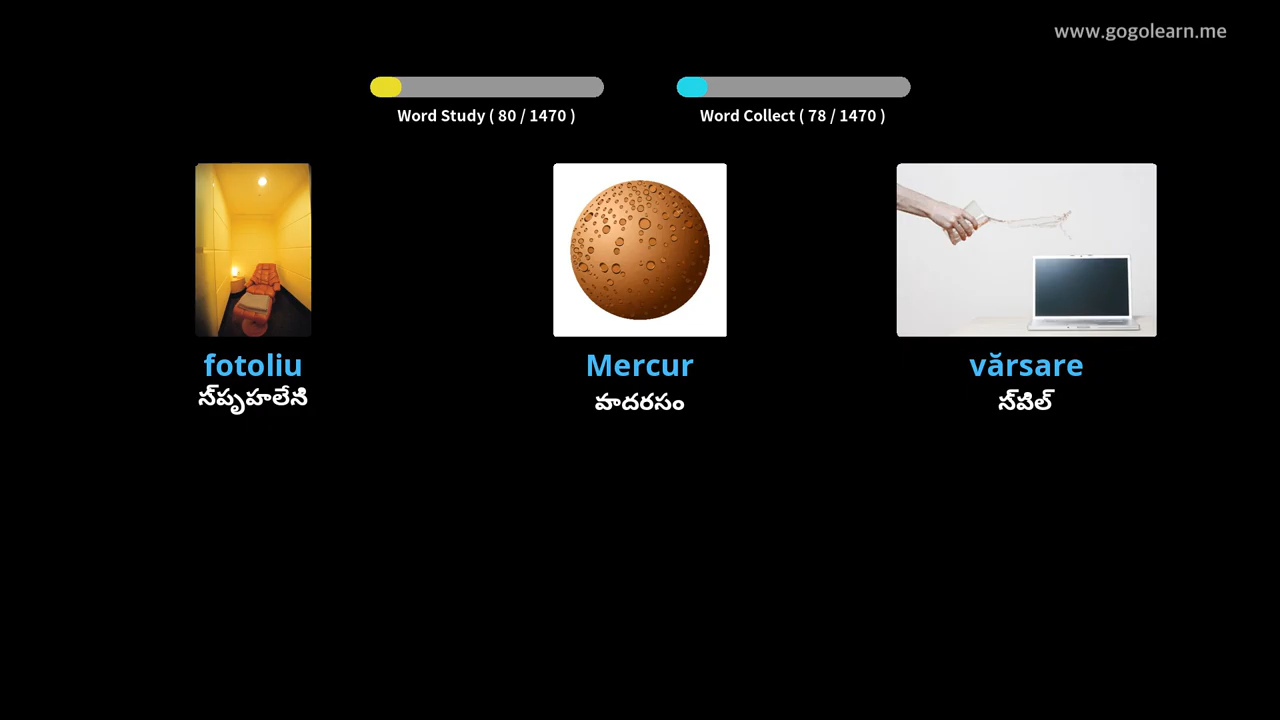 www.gogolearn.me
Word Study ( 80 / 1470 )
Word Collect ( 78 / 1470 )
fotoliu
Mercur
vărsare
స్పృహలేని
పాదరసం
స్పిల్